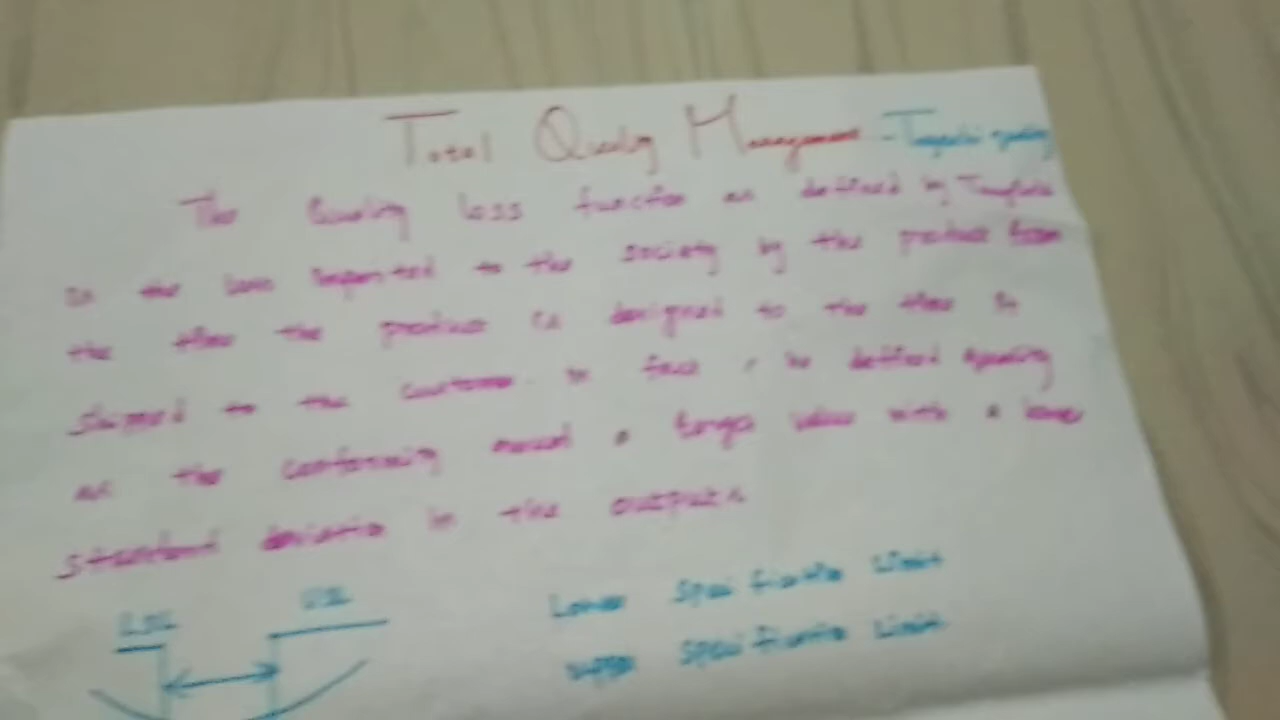 Total Quality Management - Taguchi quality
The Quality loss function as defined by Taguchi
is the loss imparted to the society by the product from
the time the product is designed to the time it
shipped to the customer. In fact, he defined quality
as the conformity around a target value with a lower
standard deviation in the outputs.
LSL USL
Lower Specification Limit
Upper Specification Limit